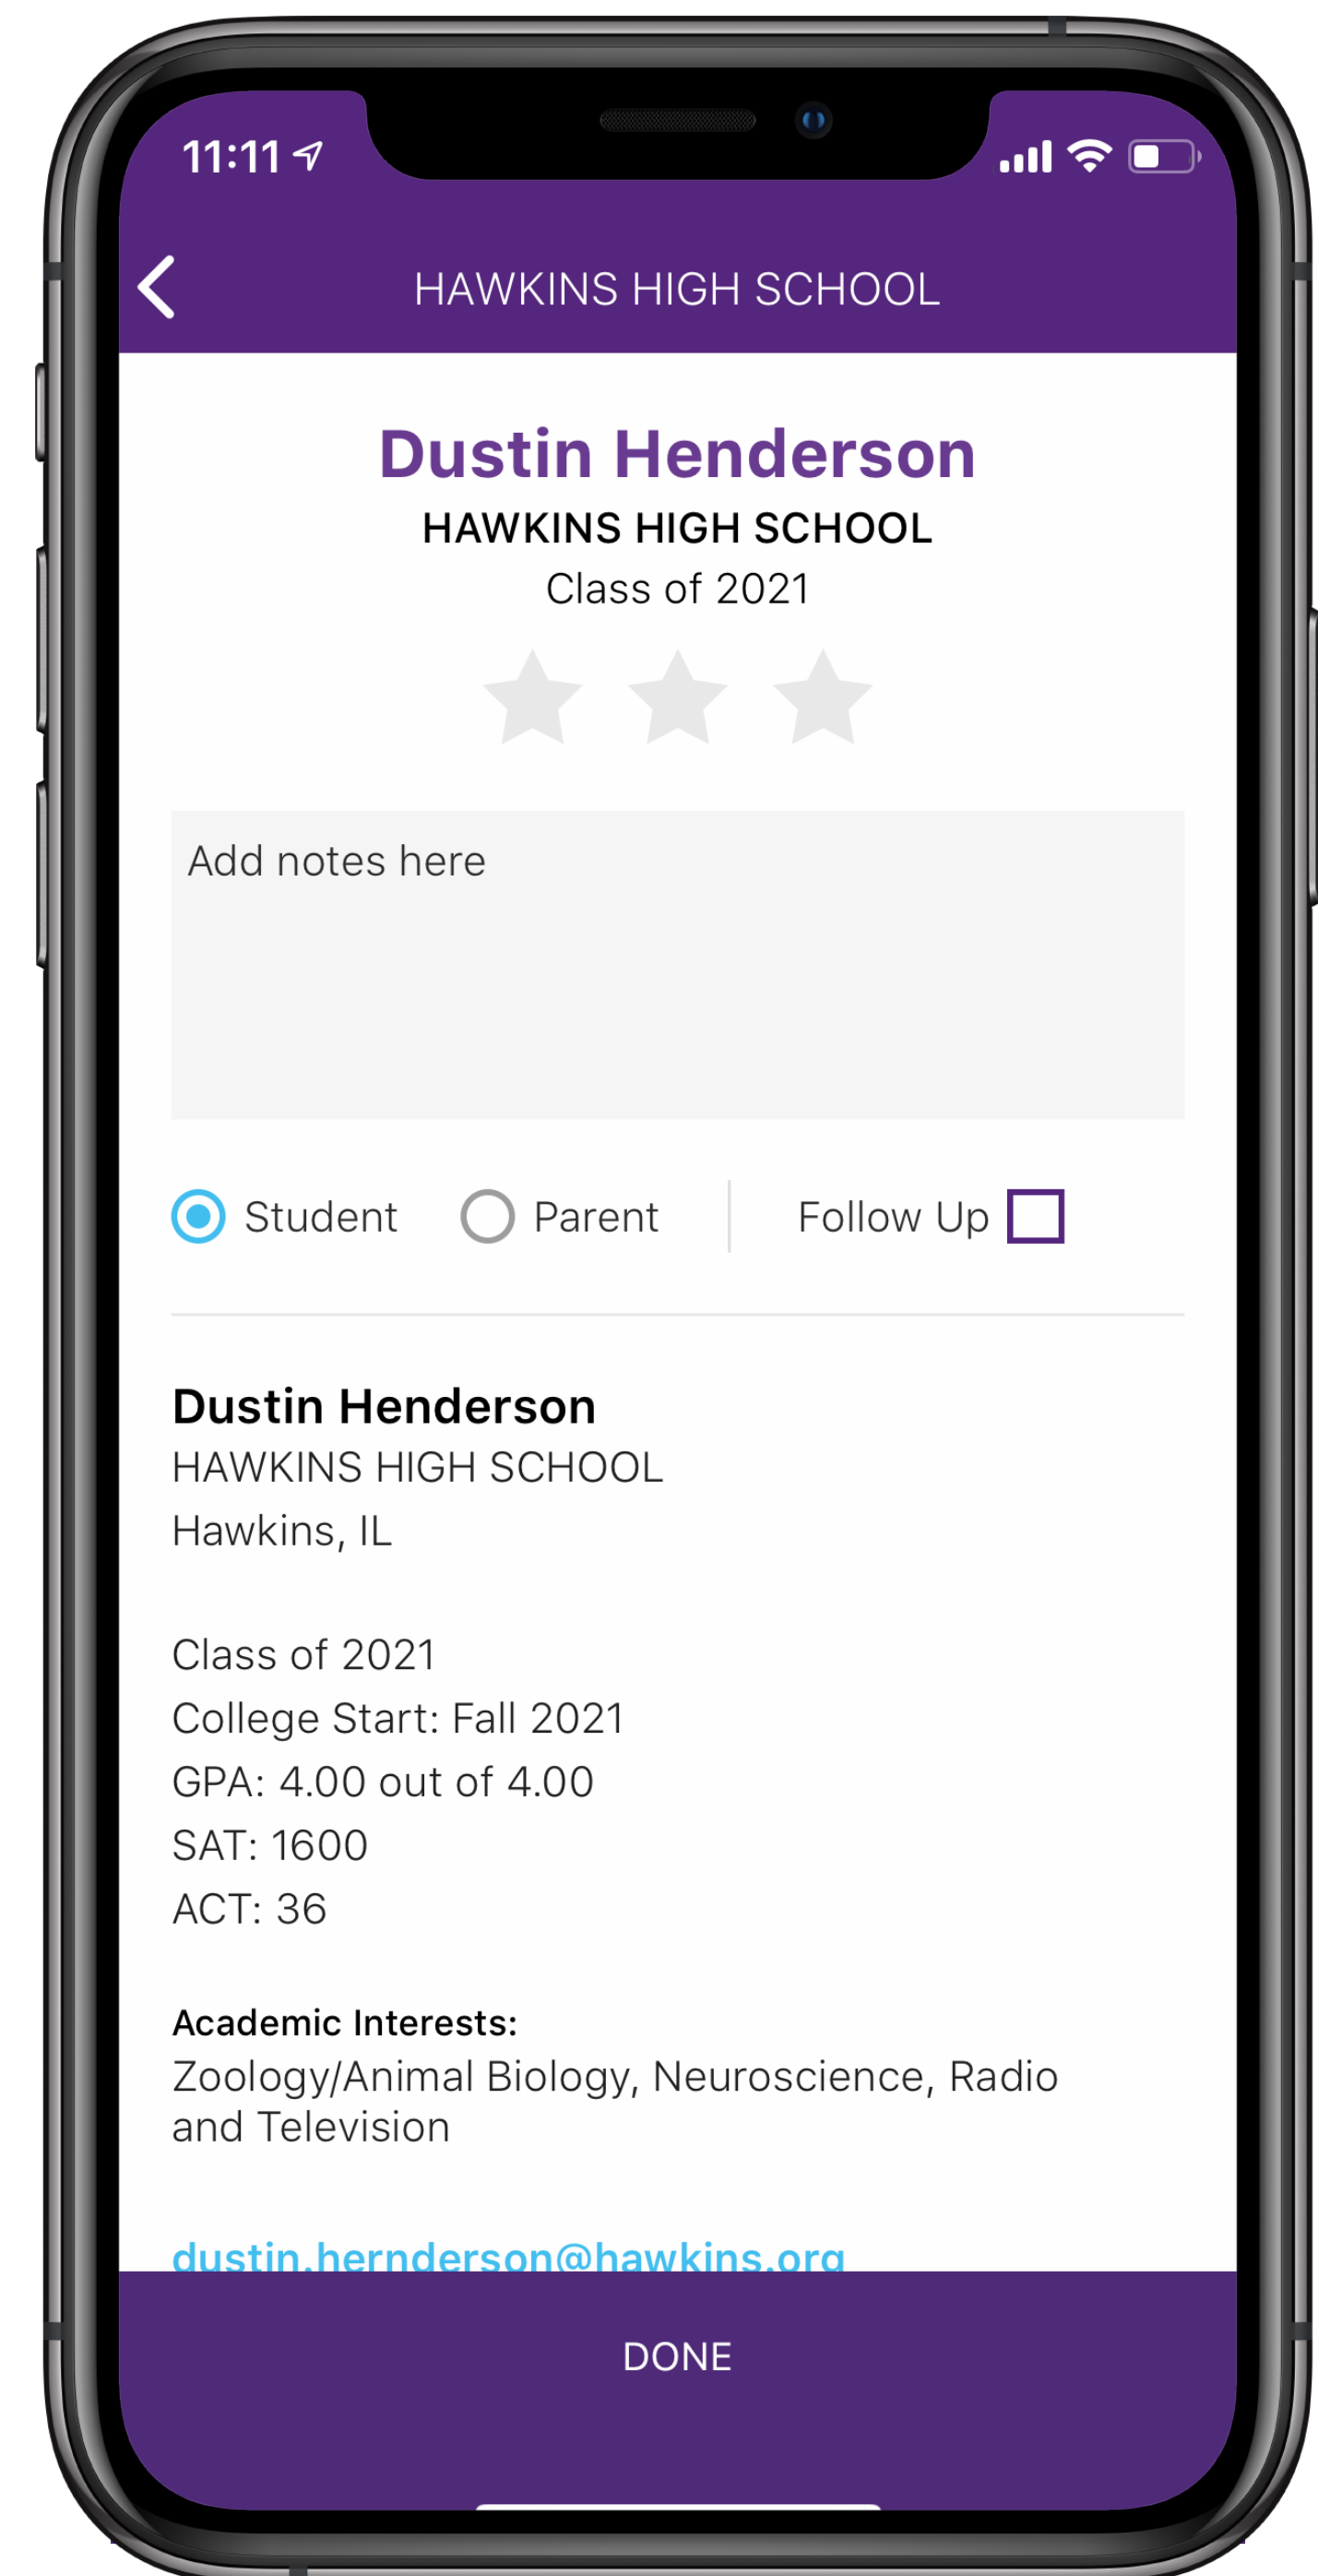 11:11
HAWKINS HIGH SCHOOL
Dustin Henderson
HAWKINS HIGH SCHOOL
Class of 2021
Add notes here
Student Parent Follow Up
Dustin Henderson
HAWKINS HIGH SCHOOL
Hawkins, IL
Class of 2021
College Start: Fall 2021
GPA: 4.00 out of 4.00
SAT: 1600
ACT: 36
Academic Interests:
Zoology/Animal Biology, Neuroscience, Radio
and Television
dustin.hernderson@hawkins.org
DONE